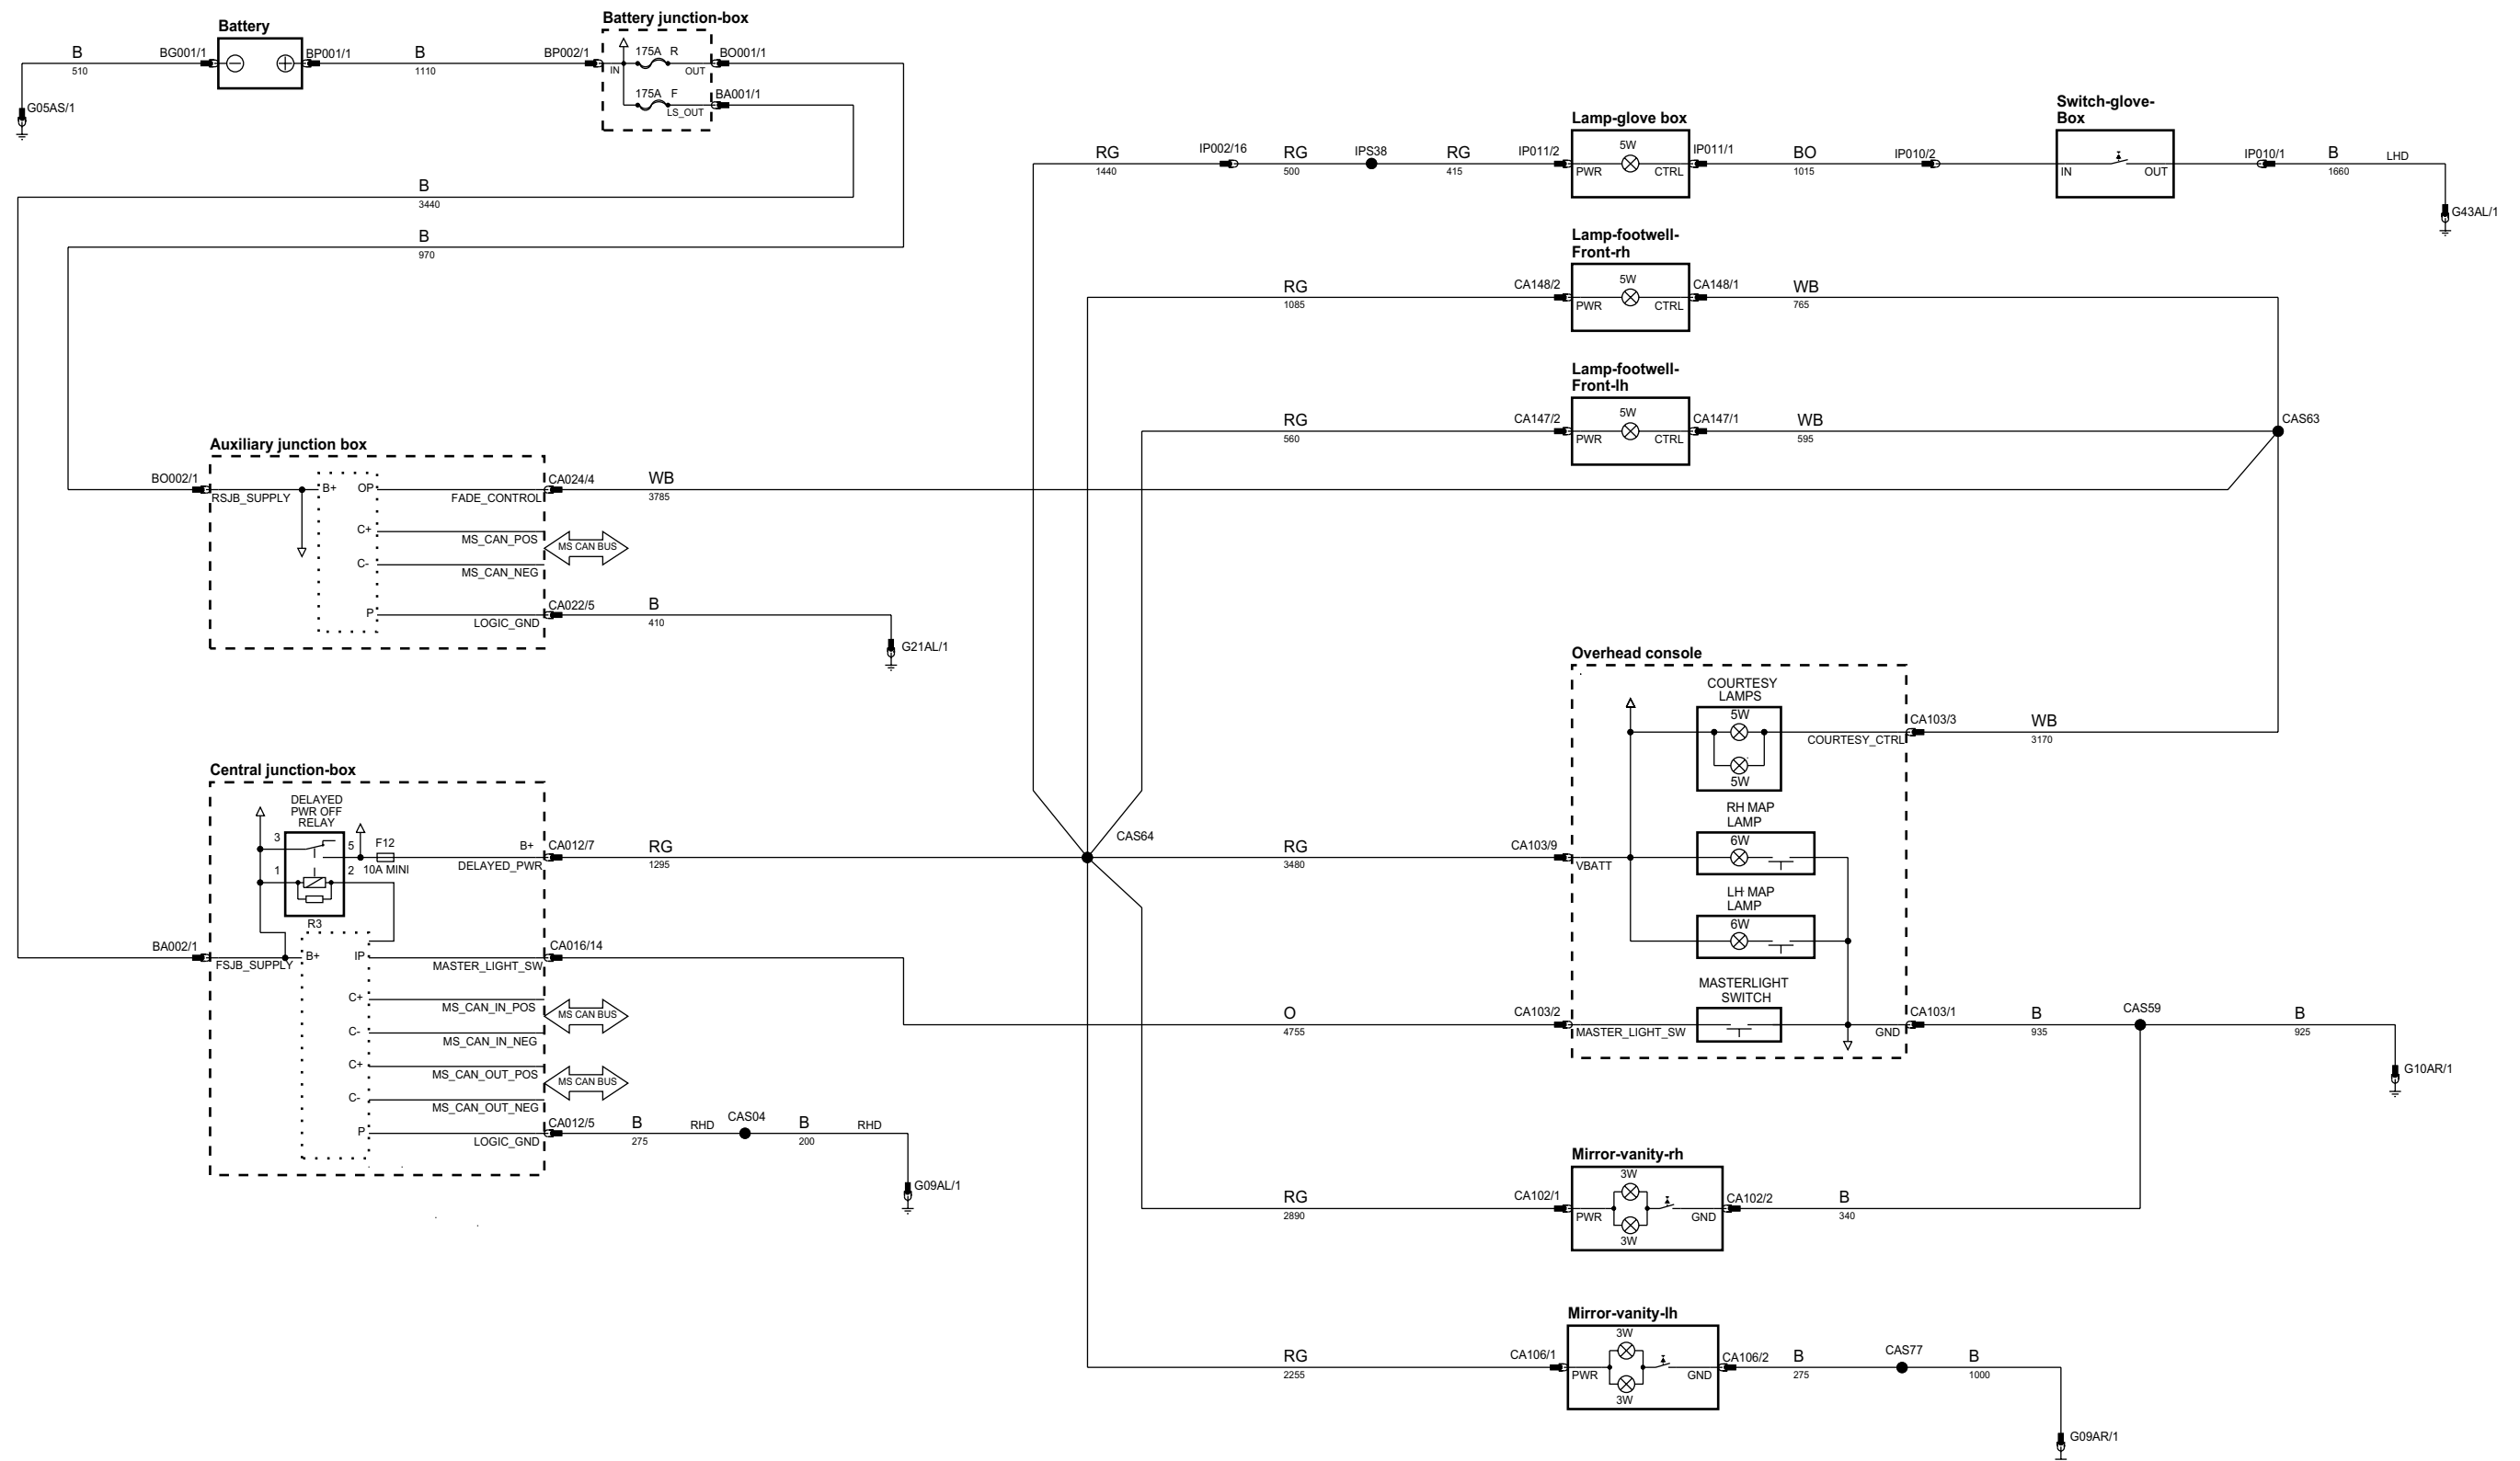 Battery
B
510
BG001/1
BP001/1
B
1110
G05AS/1
Battery junction-box
BP002/1
175A R
IN
OUT
BO001/1
175A F
LS_OUT
BA001/1
B
3440
B
970
Lamp-glove box
RG
1440
IP002/16
RG
500
IPS38
RG
415
IP011/2
5W
PWR
CTRL
IP011/1
BO
1015
IP010/2
Switch-glove-
Box
IN
OUT
IP010/1
B
1660
LHD
G43AL/1
Lamp-footwell-
Front-rh
RG
1085
CA148/2
5W
PWR
CTRL
CA148/1
WB
765
Lamp-footwell-
Front-lh
RG
560
CA147/2
5W
PWR
CTRL
CA147/1
WB
595
CAS63
Auxiliary junction box
BO002/1
RSJB_SUPPLY
B+
OP
FADE_CONTROL
CA024/4
WB
3785
C+
MS_CAN_POS
MS CAN BUS
C-
MS_CAN_NEG
P
LOGIC_GND
CA022/5
B
410
G21AL/1
Central junction-box
DELAYED
PWR OFF
RELAY
3
5
1
2
F12
10A MINI
R3
B+
DELAYED_PWR
CA012/7
RG
1295
CAS64
BA002/1
FSJB_SUPPLY
B+
IP
MASTER_LIGHT_SW
CA016/14
C+
MS_CAN_IN_POS
MS CAN BUS
C-
MS_CAN_IN_NEG
C+
MS_CAN_OUT_POS
MS CAN BUS
C-
MS_CAN_OUT_NEG
P
LOGIC_GND
CA012/5
B
275
RHD
CAS04
B
200
RHD
G09AL/1
Overhead console
COURTESY
LAMPS
5W
5W
COURTESY_CTRL
CA103/3
WB
3170
RG
3480
CA103/9
VBATT
RH MAP
LAMP
6W
LH MAP
LAMP
6W
O
4755
CA103/2
MASTER_LIGHT_SW
MASTERLIGHT
SWITCH
GND
CA103/1
B
935
CAS59
B
925
G10AR/1
Mirror-vanity-rh
RG
2890
CA102/1
PWR
3W
3W
GND
CA102/2
B
340
Mirror-vanity-lh
RG
2255
CA106/1
PWR
3W
3W
GND
CA106/2
B
275
CAS77
B
1000
G09AR/1